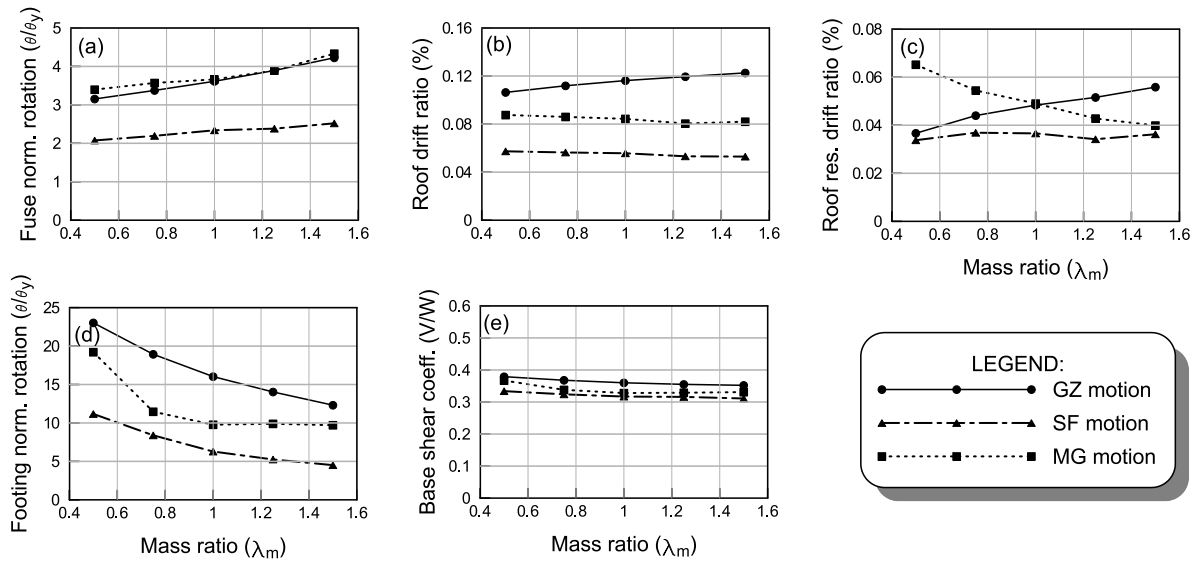 Fuse norm. rotation (θ/θy)
(a)
5
4
3
2
1
0
0.4 0.6 0.8 1 1.2 1.4 1.6
Roof drift ratio (%)
(b)
0.16
0.12
0.08
0.04
0
0.4 0.6 0.8 1 1.2 1.4 1.6
Roof res. drift ratio (%)
(c)
0.08
0.06
0.04
0.02
0
0.4 0.6 0.8 1 1.2 1.4 1.6
Mass ratio (λm)
Footing norm. rotation (θ/θy)
(d)
25
20
15
10
5
0
0.4 0.6 0.8 1 1.2 1.4 1.6
Mass ratio (λm)
Base shear coeff. (V/W)
(e)
0.6
0.5
0.4
0.3
0.2
0.1
0
0.4 0.6 0.8 1 1.2 1.4 1.6
Mass ratio (λm)
LEGEND:
GZ motion
SF motion
MG motion